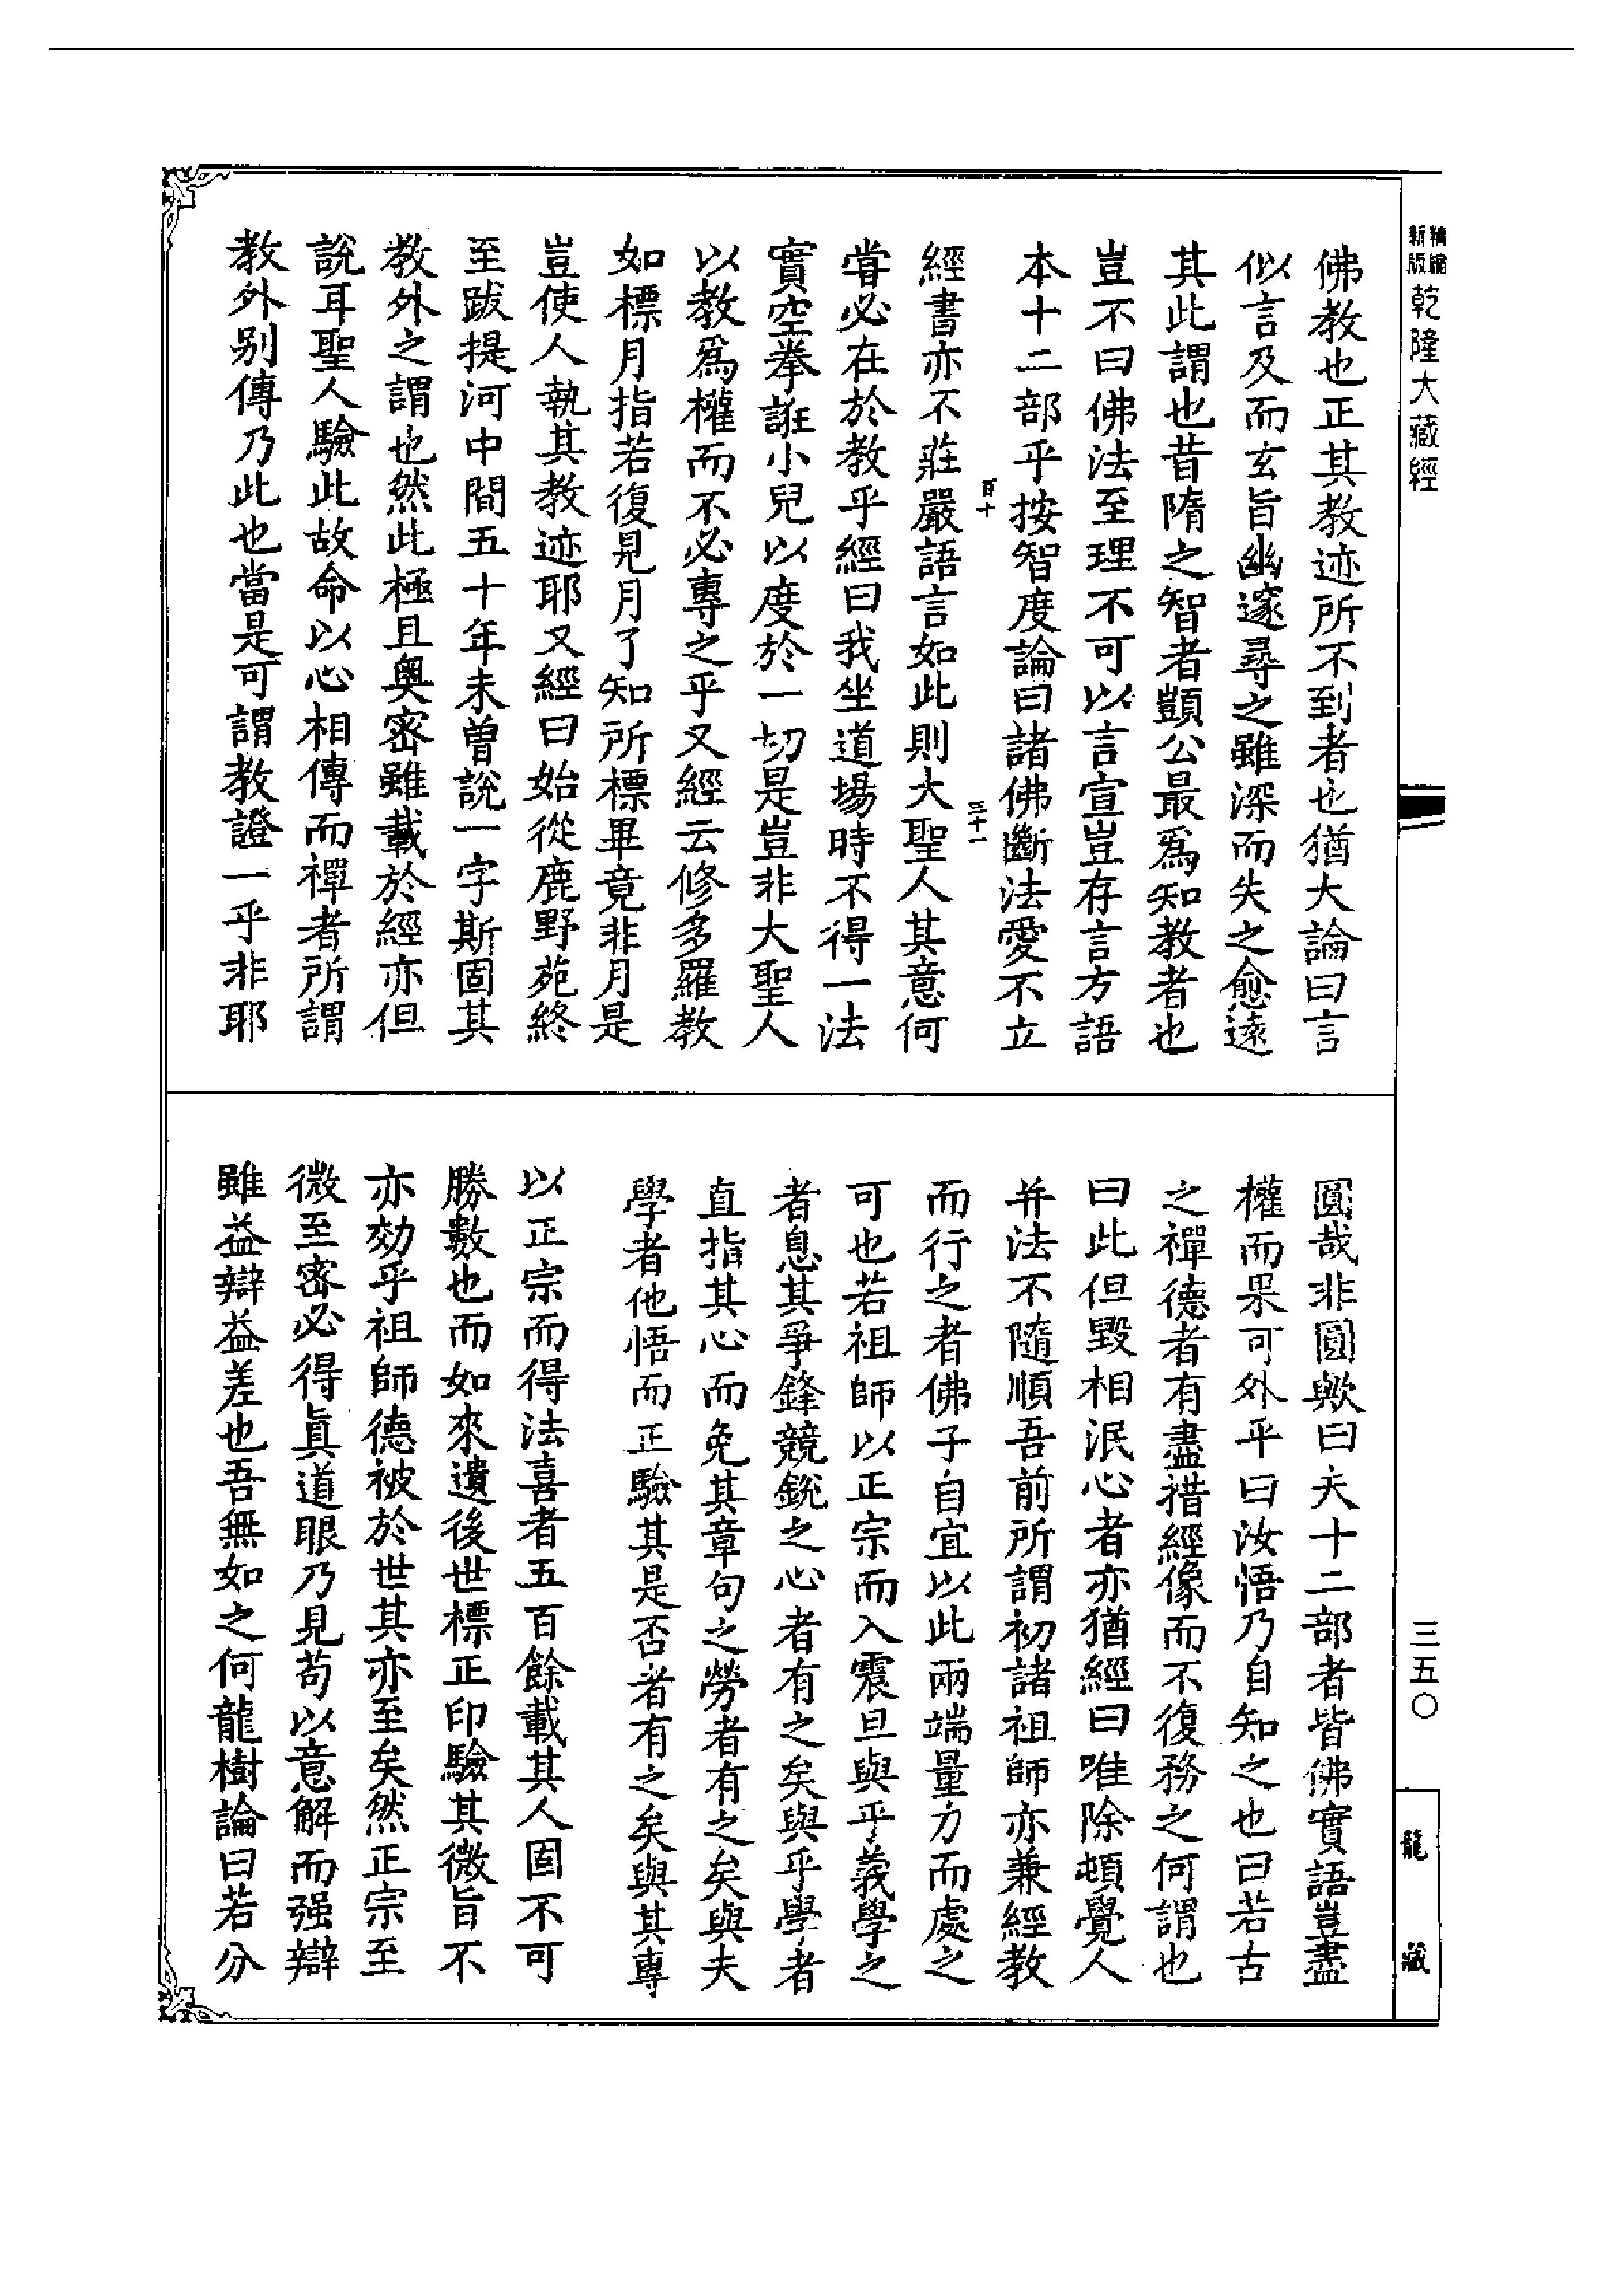 精縮
新版
乾隆大藏經
佛教也正其教迹所不到者也猶大論曰言
似言及而玄旨幽邃尋之雖深而失之愈遠
其此謂也昔隋之智者顗公最爲知教者也
豈不曰佛法至理不可以言宣豈存言方語
本十二部乎按智度論曰諸佛斷法愛不立
百十
三十一
經書亦不莊嚴語言如此則大聖人其意何
甞必在於教乎經曰我坐道場時不得一法
實空拳誑小兒以度於一切是豈非大聖人
以教爲權而不必專之乎又經云修多羅教
如標月指若復見月了知所標畢竟非月是
豈使人執其教迹耶又經曰始從鹿野苑終
至跋提河中間五十年未曾說一字斯固其
教外之謂也然此極且奧密雖載於經亦但
說耳聖人驗此故命以心相傳而禪者所謂
教外别傳乃此也當是可謂教證一乎非耶
圓哉非圓歟曰夫十二部者皆佛實語豈盡
權而果可外乎曰汝悟乃自知之也曰若古
之禪德者有盡措經像而不復務之何謂也
曰此但毀相泯心者亦猶經曰唯除頓覺人
并法不隨順吾前所謂初諸祖師亦兼經教
而行之者佛子自宜以此兩端量力而處之
可也若祖師以正宗而入震旦與乎義學之
者息其爭鋒競銳之心者有之矣與乎學者
直指其心而免其章句之勞者有之矣與夫
學者他悟而正驗其是否者有之矣與其專
以正宗而得法喜者五百餘載其人固不可
勝數也而如來遺後世標正印驗其微旨不
亦効乎祖師德被於世其亦至矣然正宗至
微至密必得眞道眼乃見苟以意解而强辯
雖益辯益差也吾無如之何龍樹論曰若分
三五〇
龍藏